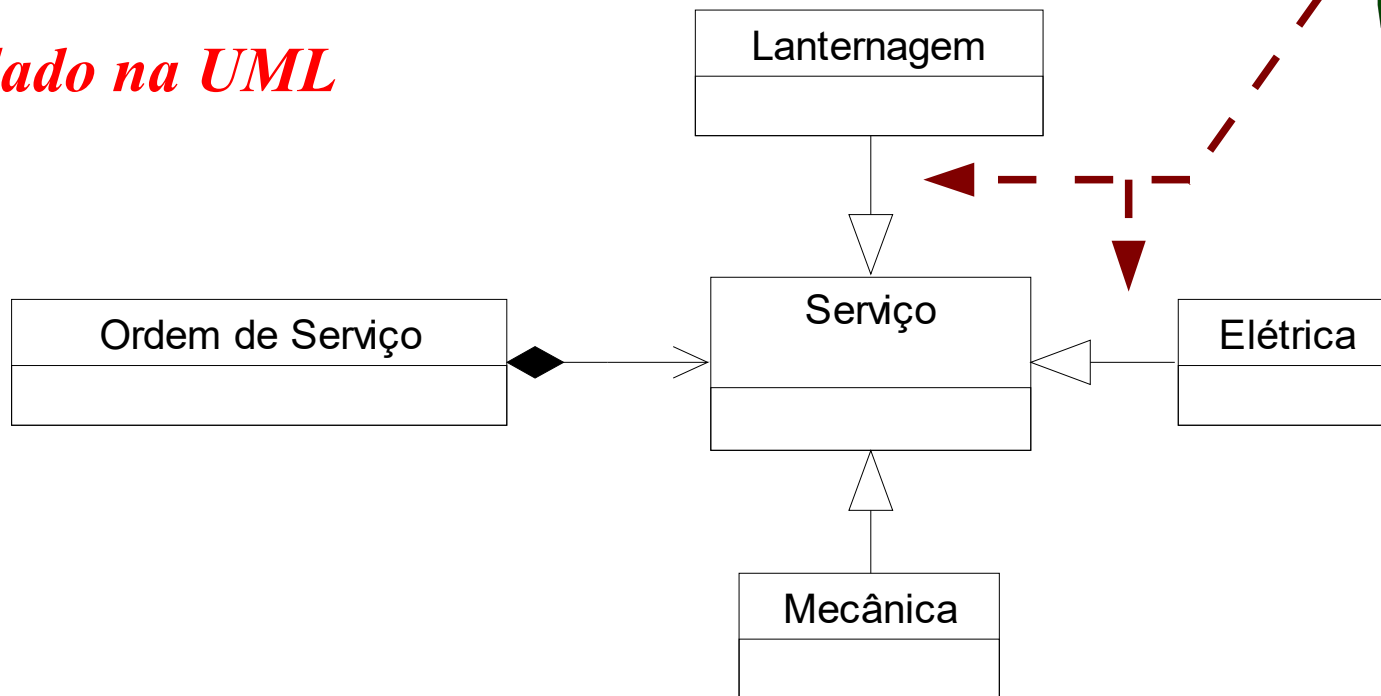 Lanternagem
lado na UML
Serviço
Ordem de Serviço
Elétrica
Mecânica